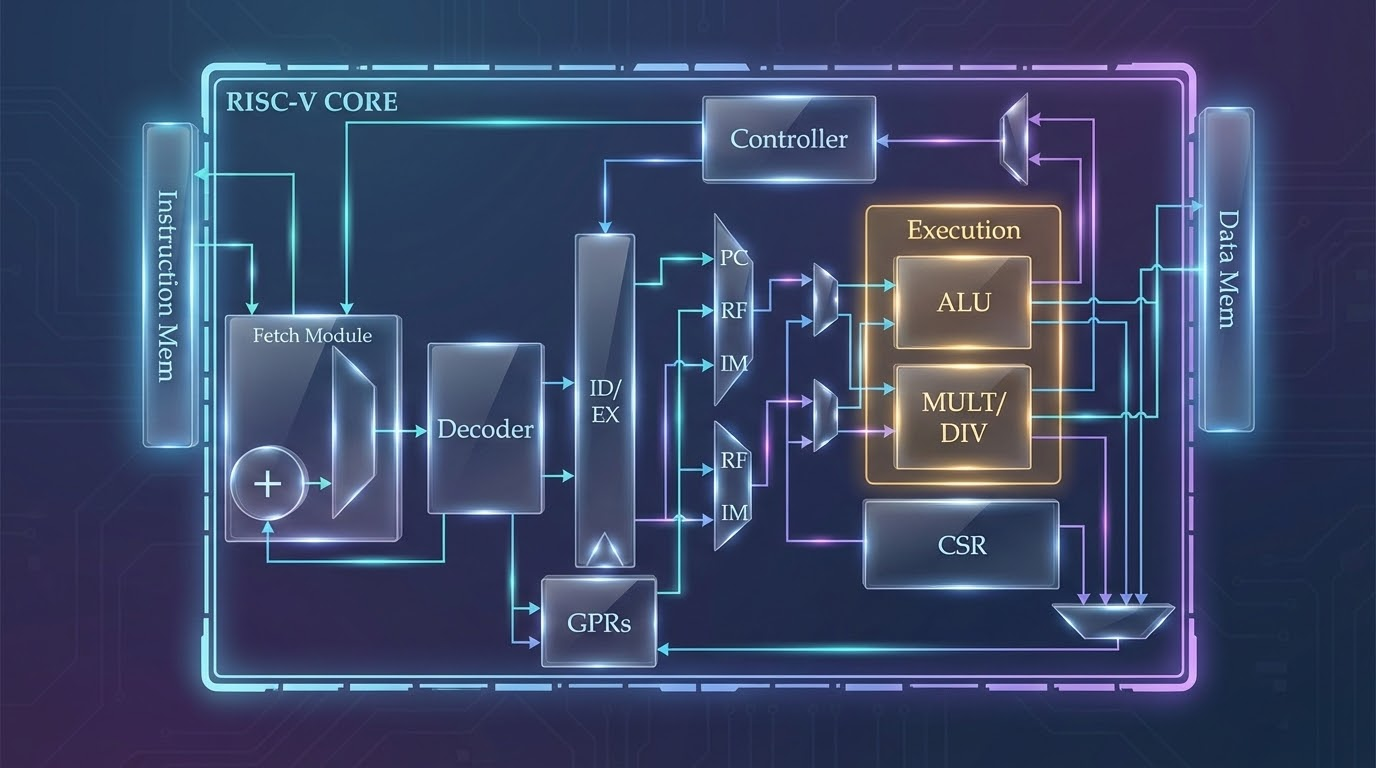 RISC-V CORE
Controller
Instruction Mem
Data Mem
Execution
PC
RF
IM
ALU
Fetch Module
Decoder
ID/
EX
MULT/
DIV
RF
IM
+
CSR
GPRs